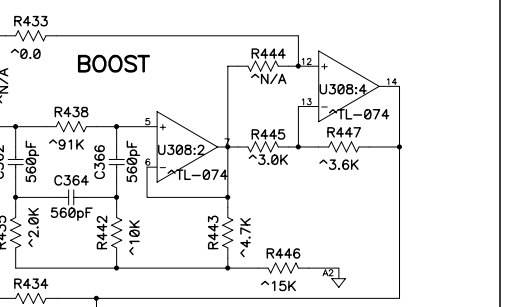 R433
^0.0
BOOST
R444
^N/A
12
+
U308:4
14
13
-
^TL-074
^N/A
R438
^91K
5
+
U308:2
7
6
-
^TL-074
R445
^3.0K
R447
^3.6K
560pF
C366
560pF
C364
560pF
R435
^2.0K
R442
^10K
R443
^4.7K
R446
^15K
A2
R434